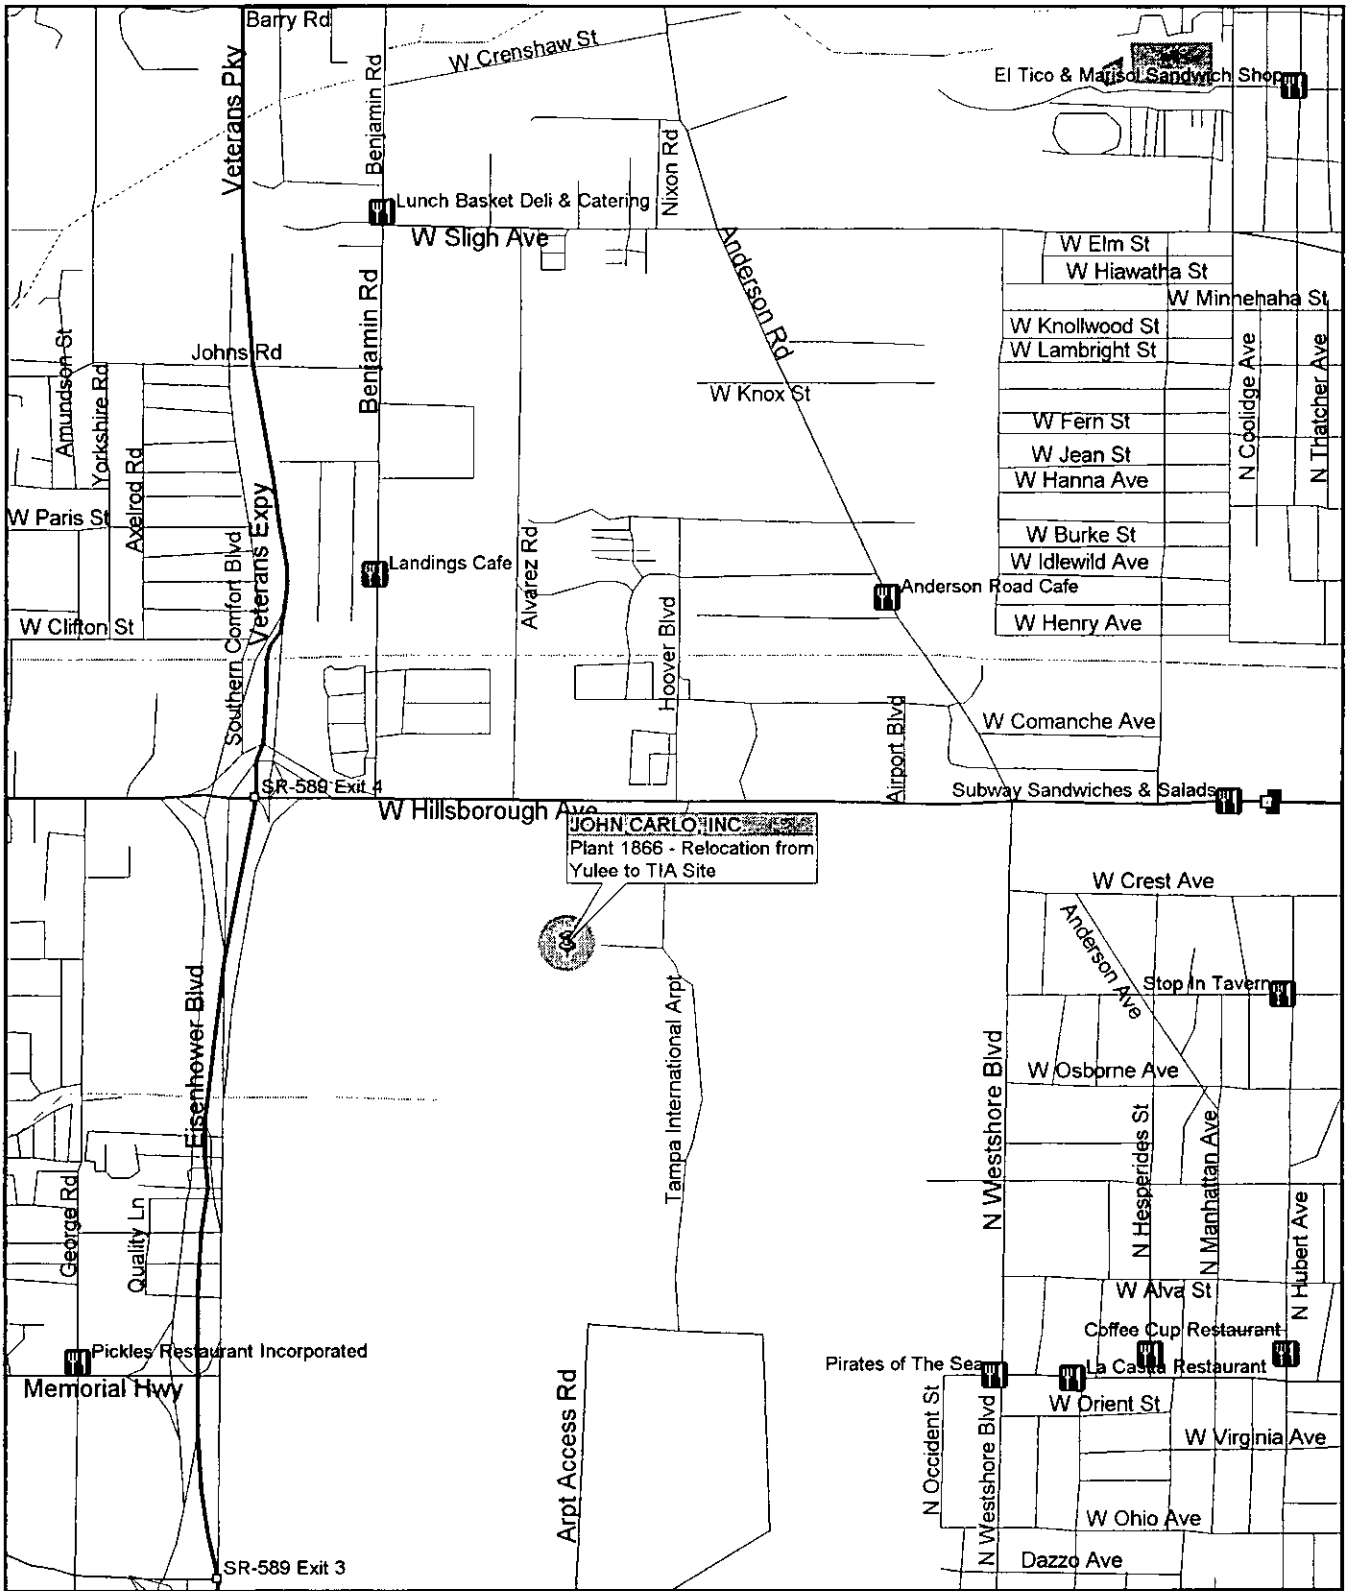 Barry Rd
W Crenshaw St
Veterans Pky
Benjamin Rd
El Tico & Marisol Sandwich Shop
Nixon Rd
Lunch Basket Deli & Catering
W Sligh Ave
Anderson Rd
W Elm St
W Hiawatha St
W Minnehaha St
W Knollwood St
W Lambright St
Benjamin Rd
Johns Rd
Amundson St
Yorkshire Rd
Axelrod Rd
W Knox St
N Coolidge Ave
N Thatcher Ave
W Fern St
W Jean St
W Hanna Ave
W Paris St
Southern Comfort Blvd
Veterans Expy
Alvarez Rd
W Burke St
W Idlewild Ave
Landings Cafe
Anderson Road Cafe
Hoover Blvd
W Clifton St
W Henry Ave
Airport Blvd
W Comanche Ave
SR-589 Exit 4
Subway Sandwiches & Salads
W Hillsborough Ave
JOHN CARLO, INC
Plant 1866 - Relocation from
Yulee to TIA Site
W Crest Ave
Anderson Ave
Stop In Tavern
Eisenhower Blvd
Tampa International Arpt
N Westshore Blvd
W Osborne Ave
N Hesperides St
N Manhattan Ave
George Rd
Quality Ln
N Hubert Ave
W Alva St
Coffee Cup Restaurant
Pickles Restaurant Incorporated
Pirates of The Sea
La Casita Restaurant
Memorial Hwy
W Orient St
Arpt Access Rd
N Occident St
N Westshore Blvd
W Virginia Ave
W Ohio Ave
Dazzo Ave
SR-589 Exit 3